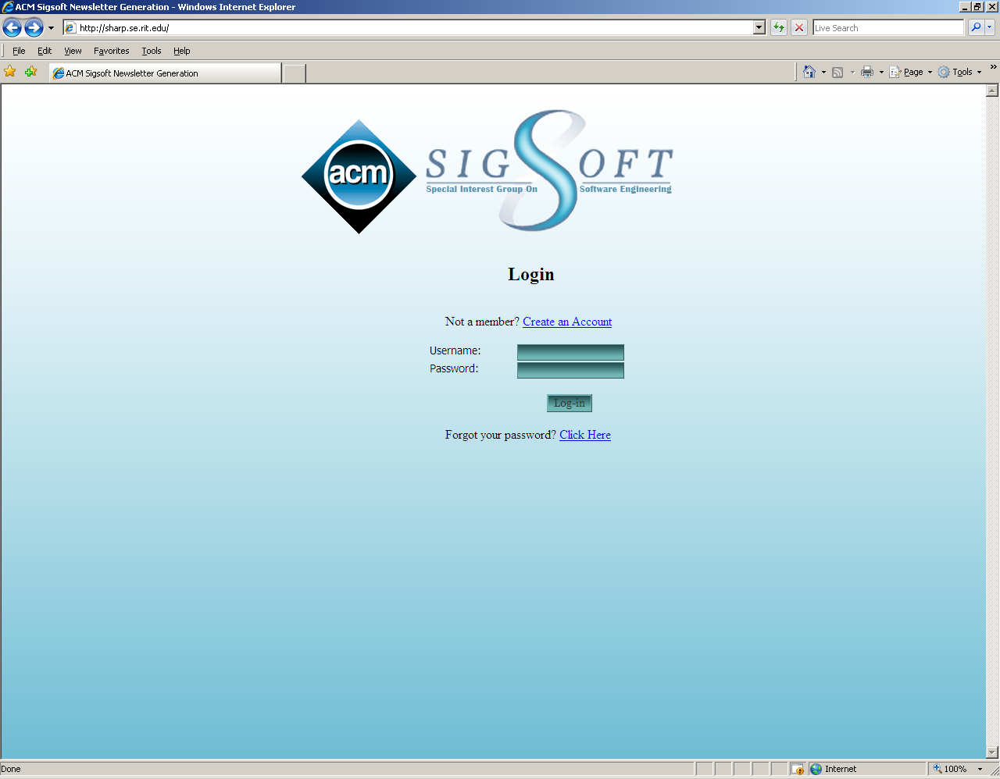 ACM Sigsoft Newsletter Generation - Windows Internet Explorer
http://sharp.se.rit.edu/
Live Search
File Edit View Favorites Tools Help
ACM Sigsoft Newsletter Generation
Page Tools »
acm
SIGSOFT
Special Interest Group On Software Engineering
Login
Not a member? Create an Account
Username:
Password:
Log-in
Forgot your password? Click Here
Done
Internet
100%